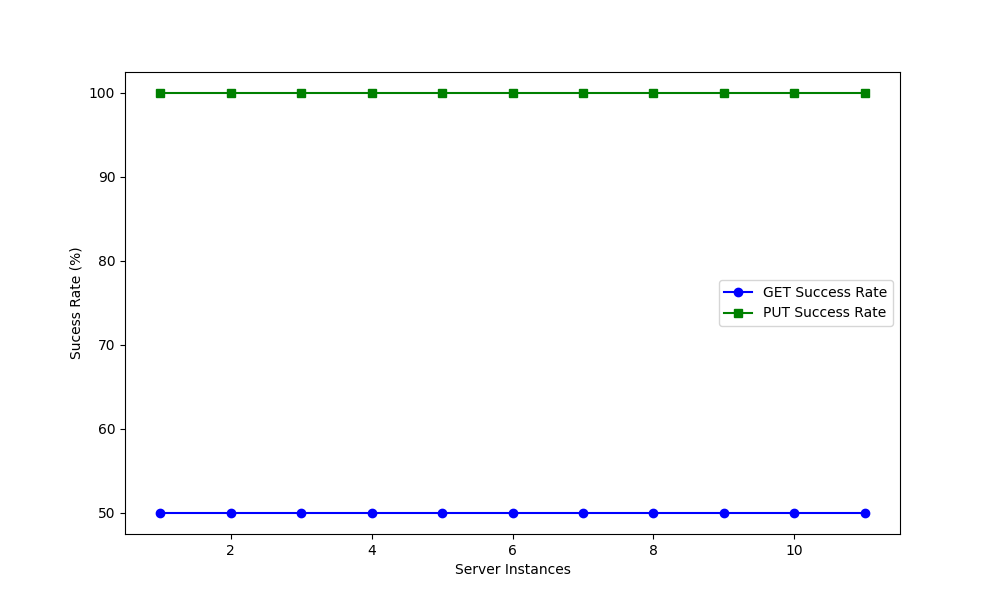 100
90
80
70
60
50
Sucess Rate (%)
GET Success Rate
PUT Success Rate
2 4 6 8 10
Server Instances